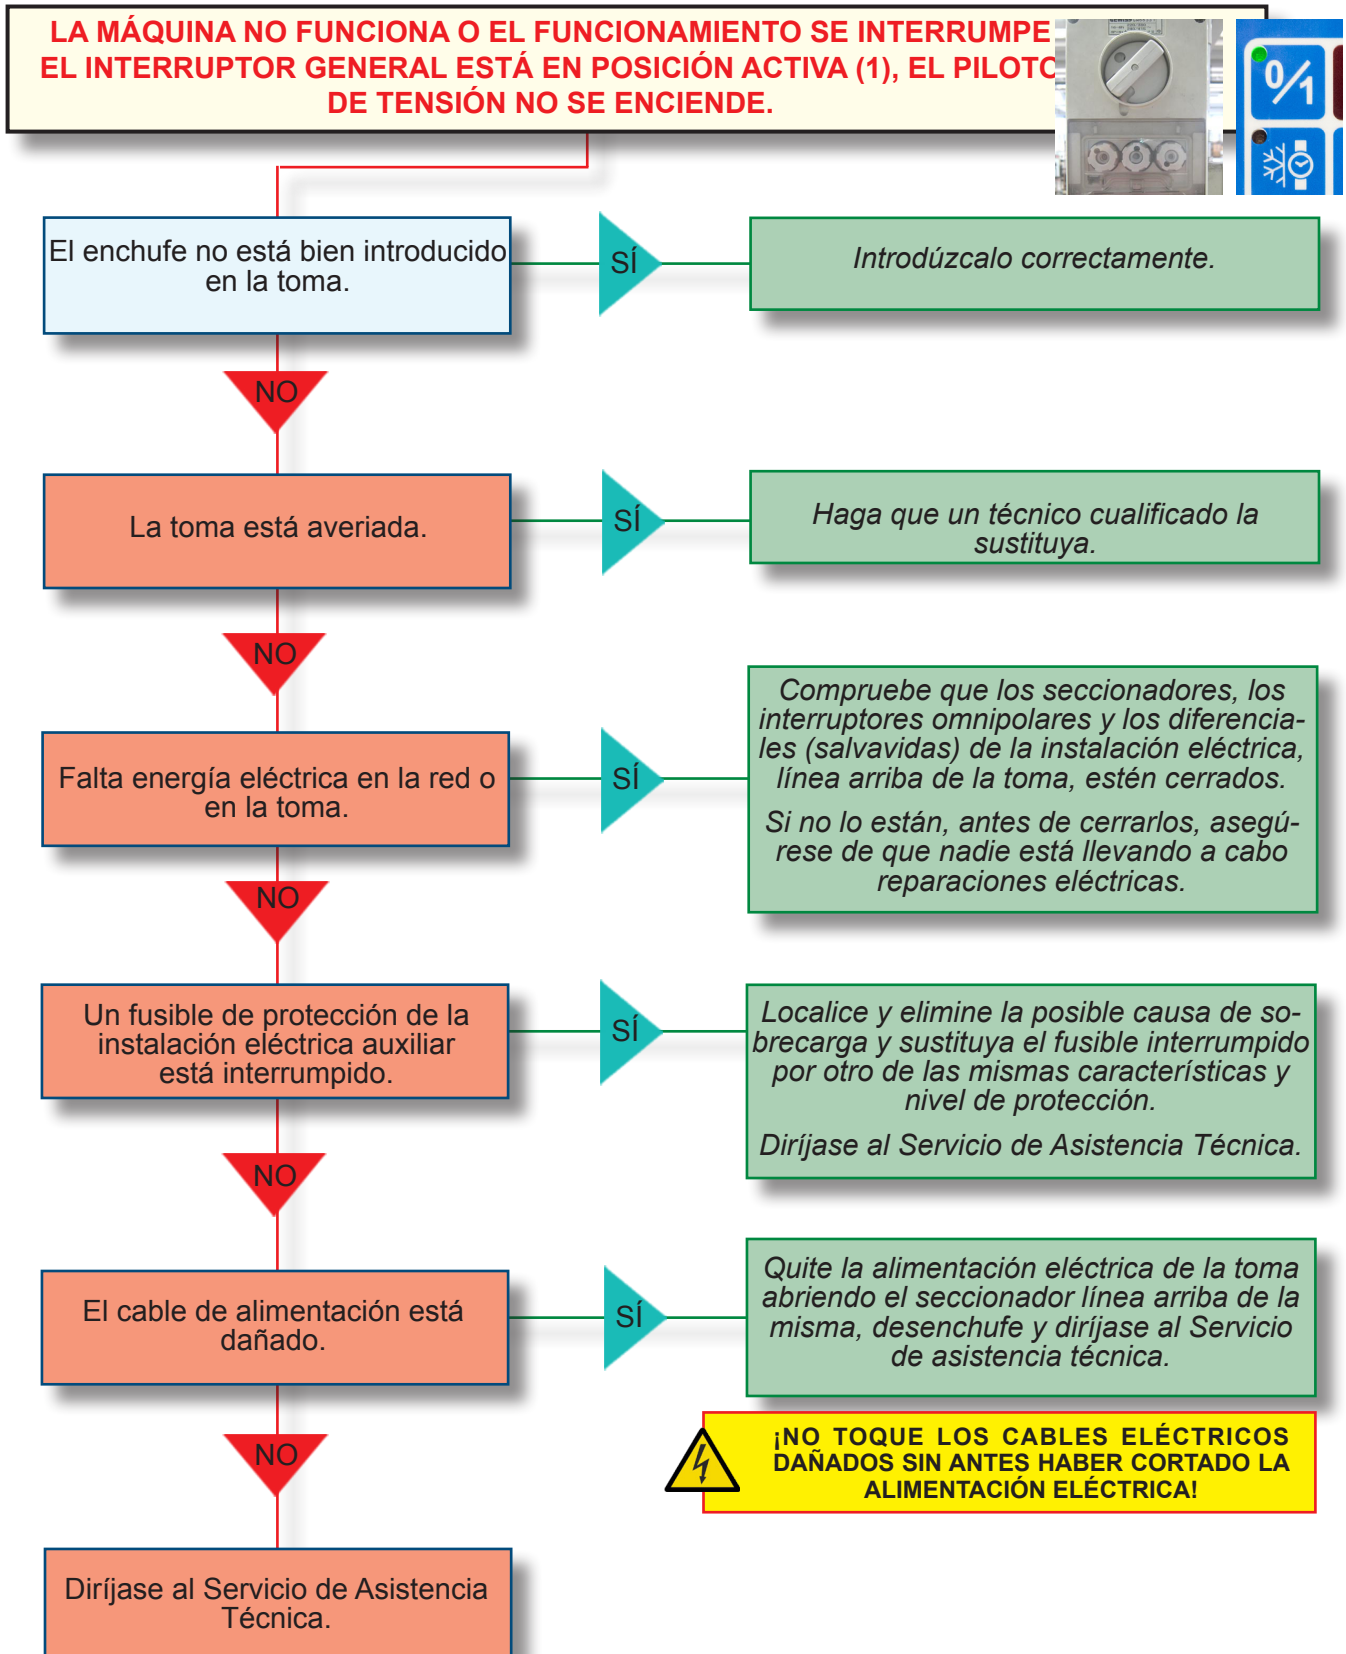 LA MÁQUINA NO FUNCIONA O EL FUNCIONAMIENTO SE INTERRUMPE
EL INTERRUPTOR GENERAL ESTÁ EN POSICIÓN ACTIVA (1), EL PILOTO
DE TENSIÓN NO SE ENCIENDE.
0/1
El enchufe no está bien introducido
en la toma.
SÍ
Introdúzcalo correctamente.
NO
La toma está averiada.
SÍ
Haga que un técnico cualificado la
sustituya.
NO
Falta energía eléctrica en la red o
en la toma.
SÍ
Compruebe que los seccionadores, los
interruptores omnipolares y los diferencia-
les (salvavidas) de la instalación eléctrica,
línea arriba de la toma, estén cerrados.
Si no lo están, antes de cerrarlos, asegú-
rese de que nadie está llevando a cabo
reparaciones eléctricas.
NO
Un fusible de protección de la
instalación eléctrica auxiliar
está interrumpido.
SÍ
Localice y elimine la posible causa de so-
brecarga y sustituya el fusible interrumpido
por otro de las mismas características y
nivel de protección.
Diríjase al Servicio de Asistencia Técnica.
NO
El cable de alimentación está
dañado.
SÍ
Quite la alimentación eléctrica de la toma
abriendo el seccionador línea arriba de la
misma, desenchufe y diríjase al Servicio
de asistencia técnica.
¡NO TOQUE LOS CABLES ELÉCTRICOS
DAÑADOS SIN ANTES HABER CORTADO LA
ALIMENTACIÓN ELÉCTRICA!
NO
Diríjase al Servicio de Asistencia
Técnica.